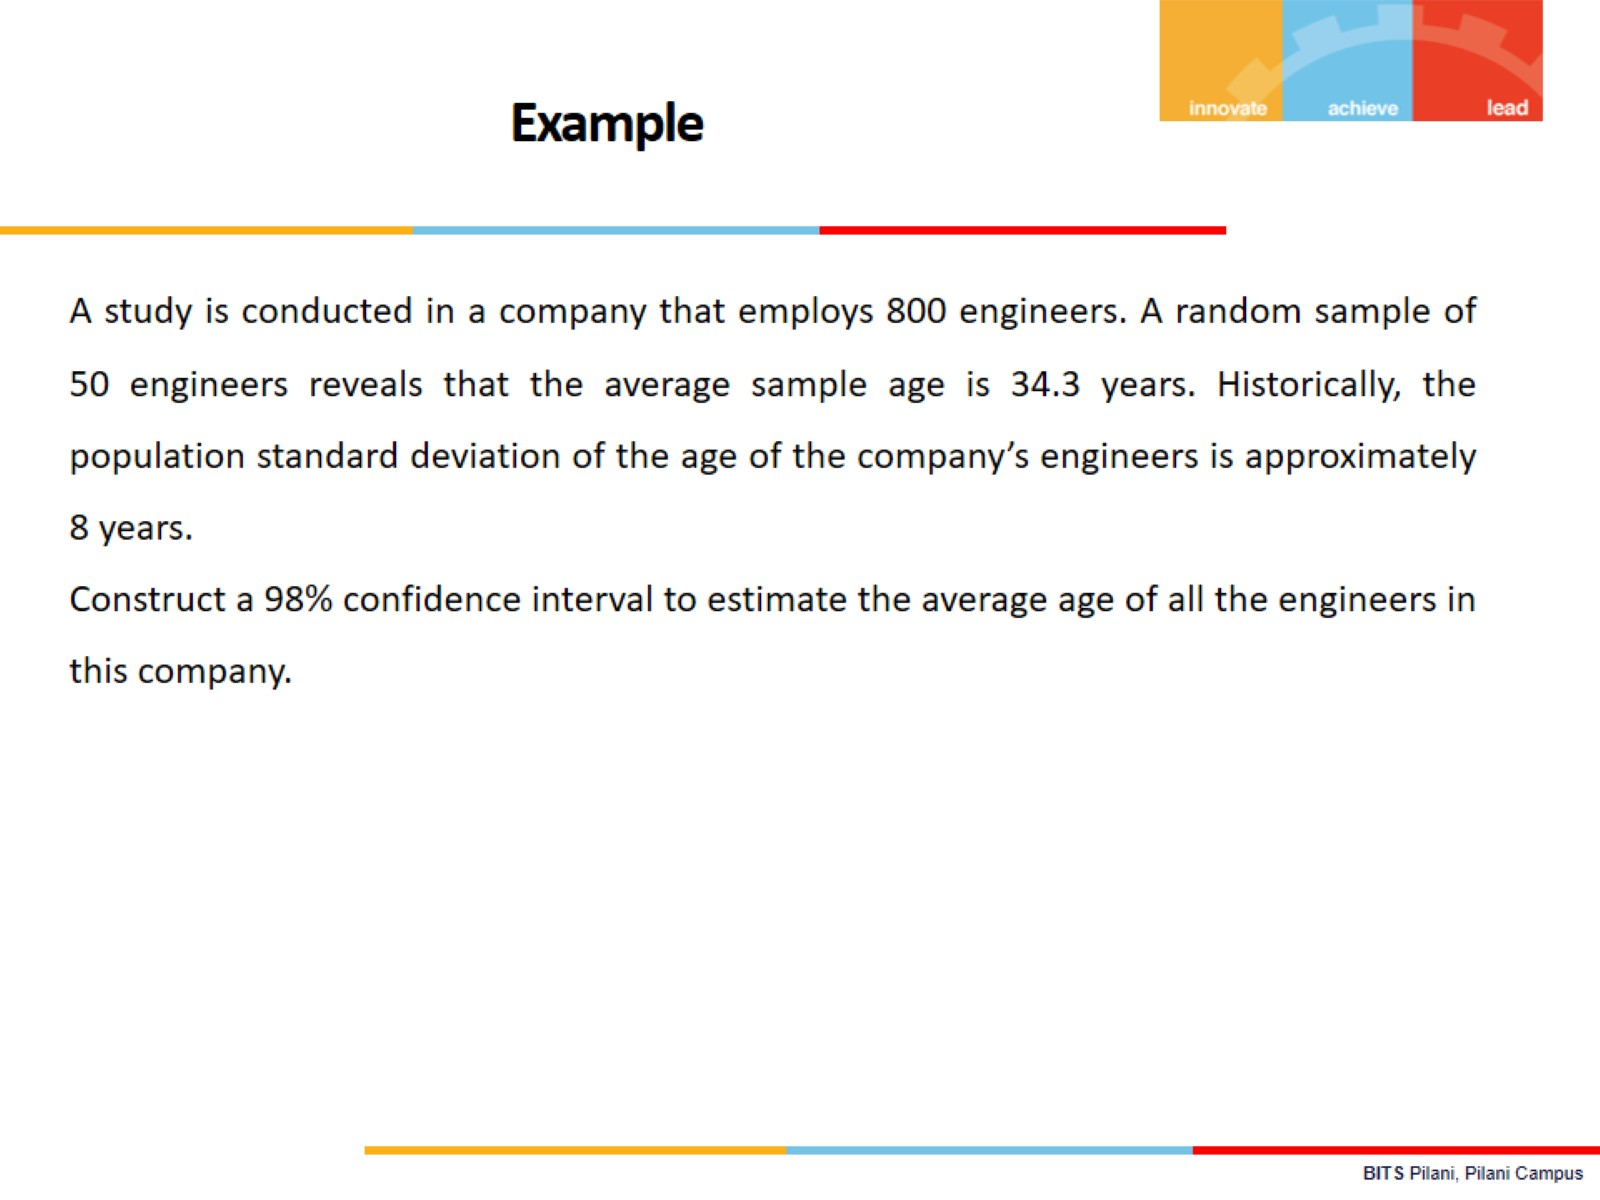 innovate achieve lead
Example
A study is conducted in a company that employs 800 engineers. A random sample of
50 engineers reveals that the average sample age is 34.3 years. Historically, the
population standard deviation of the age of the company’s engineers is approximately
8 years.
Construct a 98% confidence interval to estimate the average age of all the engineers in
this company.
BITS Pilani, Pilani Campus